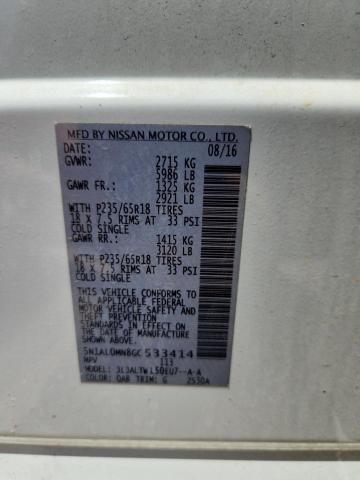 MFD BY NISSAN MOTOR CO., LTD.
DATE: 08/16
GVWR: 2715 KG
5986 LB
GAWR FR.: 1325 KG
2921 LB
WITH P235/65R18 TIRES
18 X 7.5 RIMS AT 33 PSI
COLD SINGLE
GAWR RR.: 1415 KG
3120 LB
WITH P235/65R18 TIRES
18 X 7.5 RIMS AT 33 PSI
COLD SINGLE
THIS VEHICLE CONFORMS TO
ALL APPLICABLE FEDERAL
MOTOR VEHICLE SAFETY AND
THEFT PREVENTION STANDARDS
IN EFFECT ON THE DATE OF
MANUFACTURE SHOWN ABOVE.
5N1AL0MN8GC533414
MPV 113
MODEL:
COLOR: QAB TRIM: G 2530A